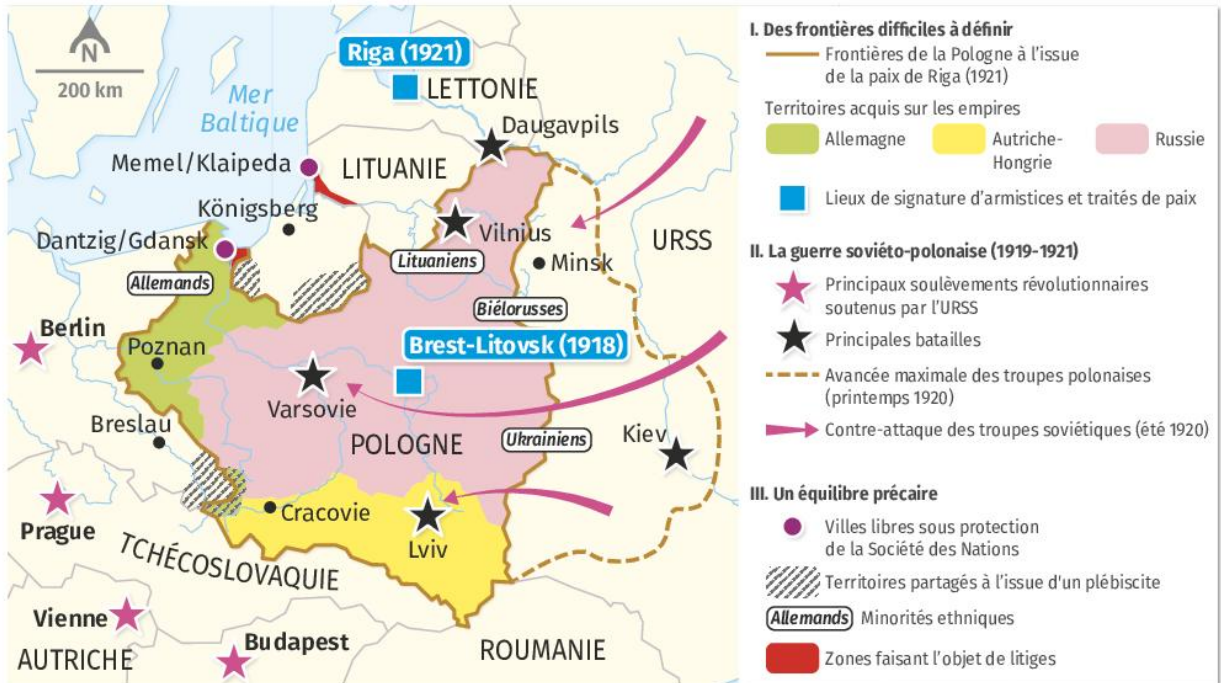 N
200 km
Riga (1921)
LETTONIE
Mer
Baltique
Daugavpils
Memel/Klaipeda
LITUANIE
Königsberg
Vilnius
URSS
Dantzig/Gdansk
Lituaniens
Minsk
Allemands
Biélorusses
Berlin
Brest-Litovsk (1918)
Poznan
Varsovie
Breslau
POLOGNE
Ukrainiens
Kiev
Prague
Cracovie
Lviv
TCHÉCOSLOVAQUIE
Vienne
Budapest
AUTRICHE
ROUMANIE
I. Des frontières difficiles à définir
Frontières de la Pologne à l'issue
de la paix de Riga (1921)
Territoires acquis sur les empires
Allemagne
Autriche-
Hongrie
Russie
Lieux de signature d'armistices et traités de paix
II. La guerre soviéto-polonaise (1919-1921)
Principaux soulèvements révolutionnaires
soutenus par l'URSS
Principales batailles
Avancée maximale des troupes polonaises
(printemps 1920)
Contre-attaque des troupes soviétiques (été 1920)
III. Un équilibre précaire
Villes libres sous protection
de la Société des Nations
Territoires partagés à l'issue d'un plébiscite
Allemands Minorités ethniques
Zones faisant l'objet de litiges